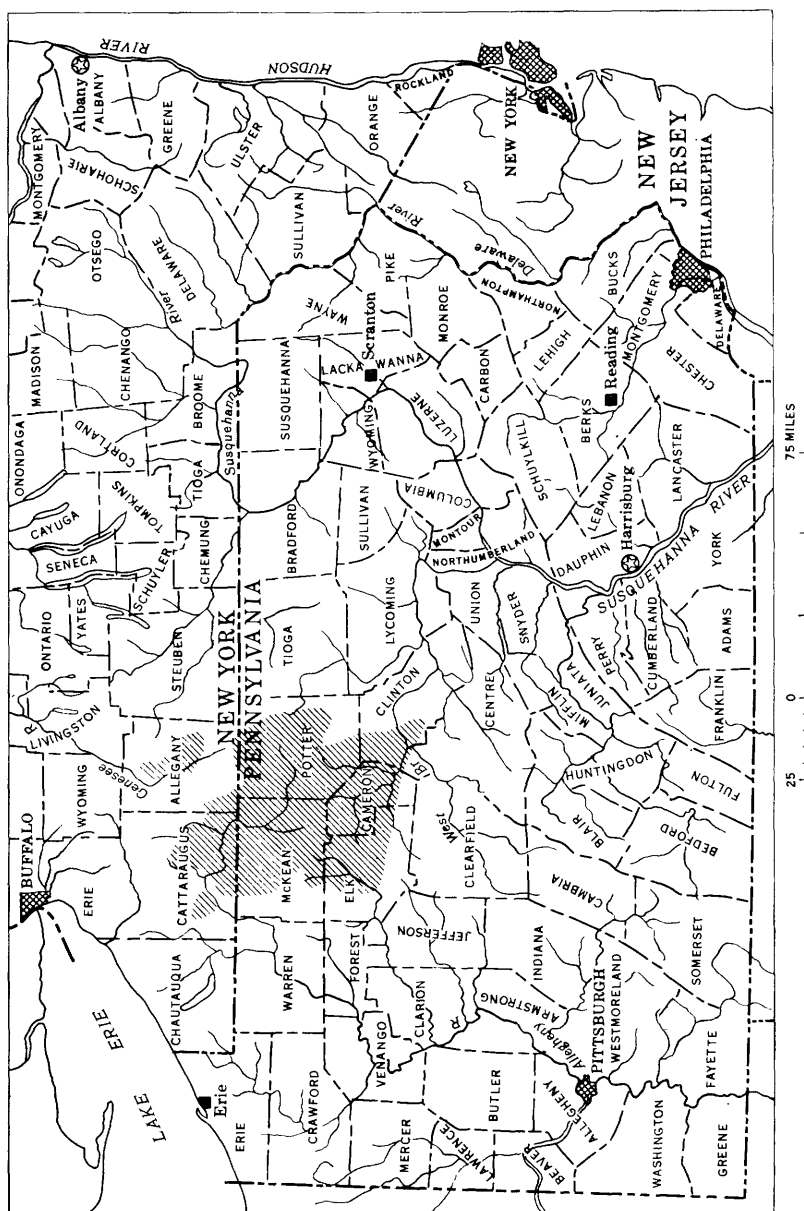 BUFFALO
LAKE
ERIE
ERIE
WYOMING
LIVINGSTON
Genesee
R
ONTARIO
YATES
SENECA
CAYUGA
ONONDAGA
MADISON
OTSEGO
MONTGOMERY
SCHOHARIE
Albany
ALBANY
HUDSON
RIVER
CHAUTAUQUA
CATTARAUGUS
ALLEGANY
STEUBEN
SCHUYLER
TOMPKINS
CHEMUNG
TIOGA
CORTLAND
BROOME
CHENANGO
DELAWARE
River
GREENE
ULSTER
SULLIVAN
ORANGE
ROCKLAND
NEW YORK
NEW YORK
PENNSYLVANIA
Erie
ERIE
CRAWFORD
WARREN
McKEAN
POTTER
TIOGA
BRADFORD
Susquehanna
SUSQUEHANNA
WAYNE
PIKE
MERCER
VENANGO
FOREST
ELK
CAMERON
CLINTON
LYCOMING
SULLIVAN
WYOMING
LACKAWANNA
Scranton
LAWRENCE
BUTLER
CLARION
R.
JEFFERSON
CLEARFIELD
West
Br
CENTRE
UNION
SNYDER
MONTOUR
NORTHUMBERLAND
COLUMBIA
LUZERNE
CARBON
MONROE
Delaware
River
BEAVER
ALLEGHENY
PITTSBURGH
Allegheny
ARMSTRONG
INDIANA
CAMBRIA
BLAIR
HUNTINGDON
MIFFLIN
JUNIATA
PERRY
DAUPHIN
SCHUYLKILL
LEBANON
BERKS
Reading
LEHIGH
NORTHAMPTON
BUCKS
MONTGOMERY
PHILADELPHIA
NEW
JERSEY
WASHINGTON
GREENE
FAYETTE
WESTMORELAND
SOMERSET
BEDFORD
FULTON
FRANKLIN
CUMBERLAND
Harrisburg
ADAMS
YORK
SUSQUEHANNA
RIVER
LANCASTER
CHESTER
DELAWARE
25
0
75 MILES